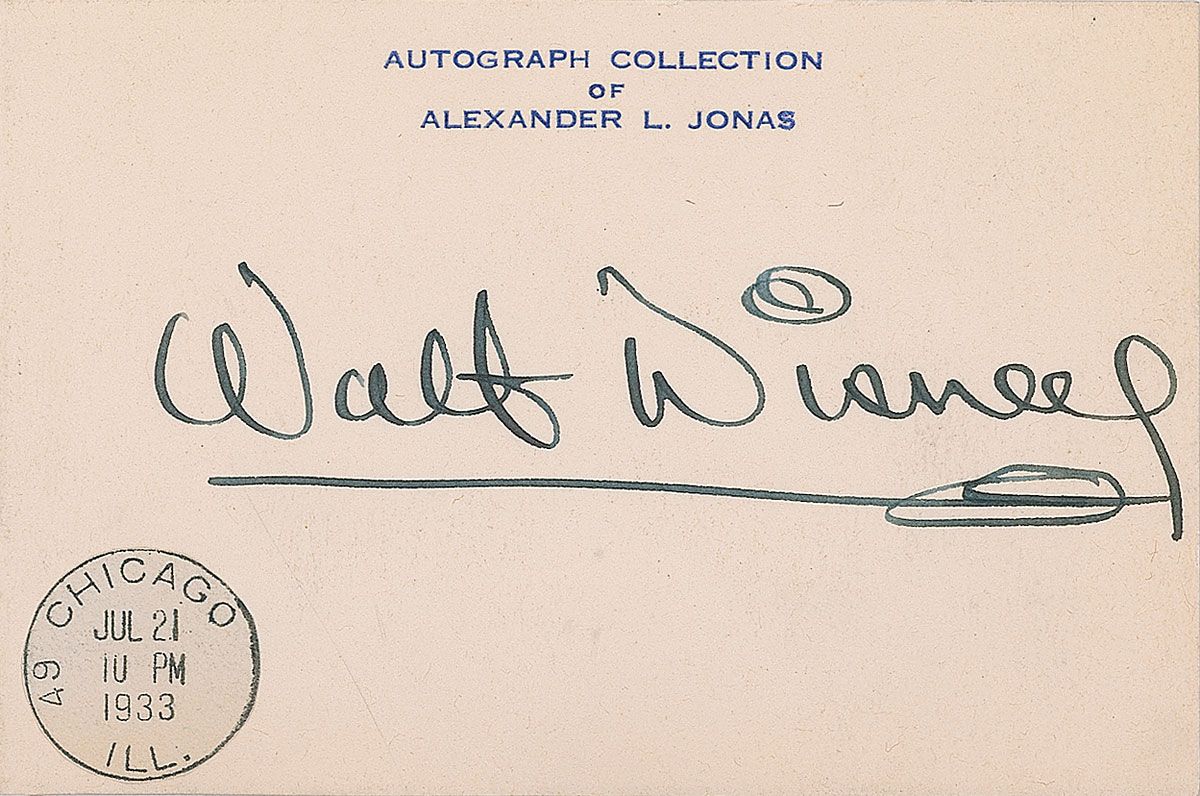 AUTOGRAPH COLLECTION
OF
ALEXANDER L. JONAS
Walt Disney
CHICAGO
JUL 21
10 PM
1933
49
ILL.